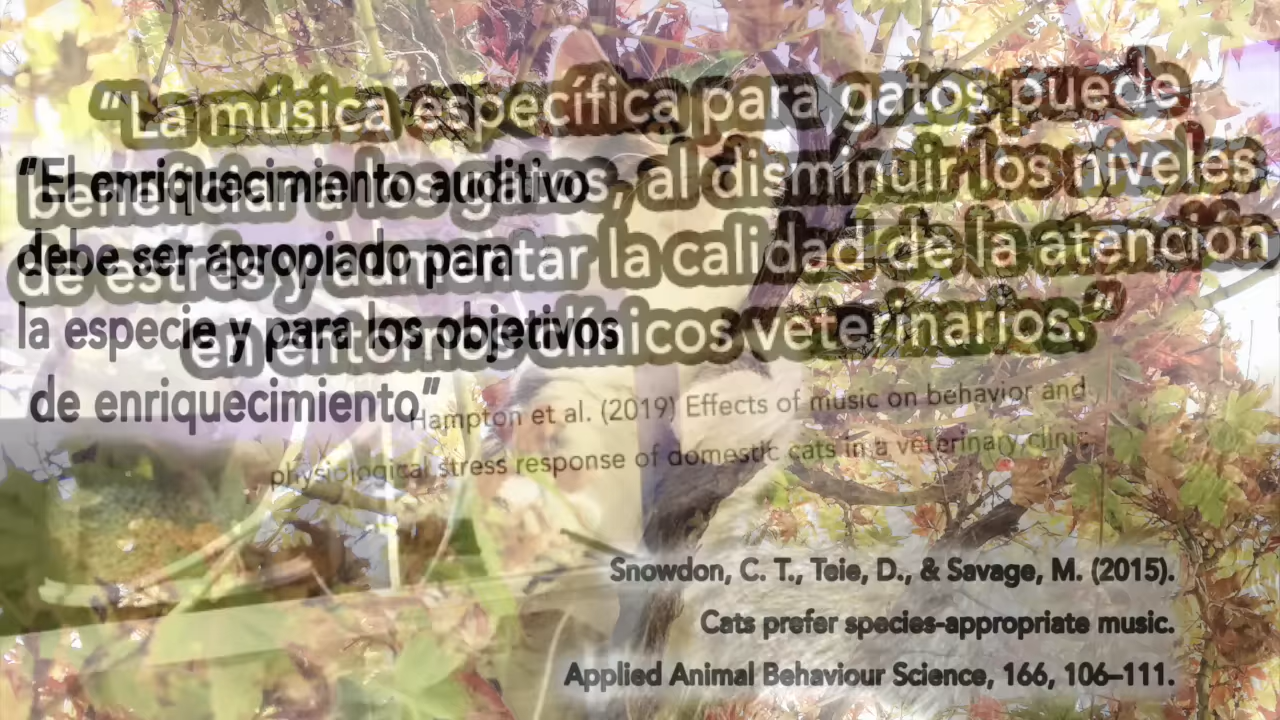 “La música específica para gatos puede
beneficiar a los gatos, al disminuir los niveles
de estrés y aumentar la calidad de la atención
en entornos clínicos veterinarios.”
“El enriquecimiento auditivo
debe ser apropiado para
la especie y para los objetivos
de enriquecimiento”
Hampton et al. (2019) Effects of music on behavior and
physiological stress response of domestic cats in a veterinary clinic
Snowdon, C. T., Teie, D., & Savage, M. (2015).
Cats prefer species-appropriate music.
Applied Animal Behaviour Science, 166, 106–111.